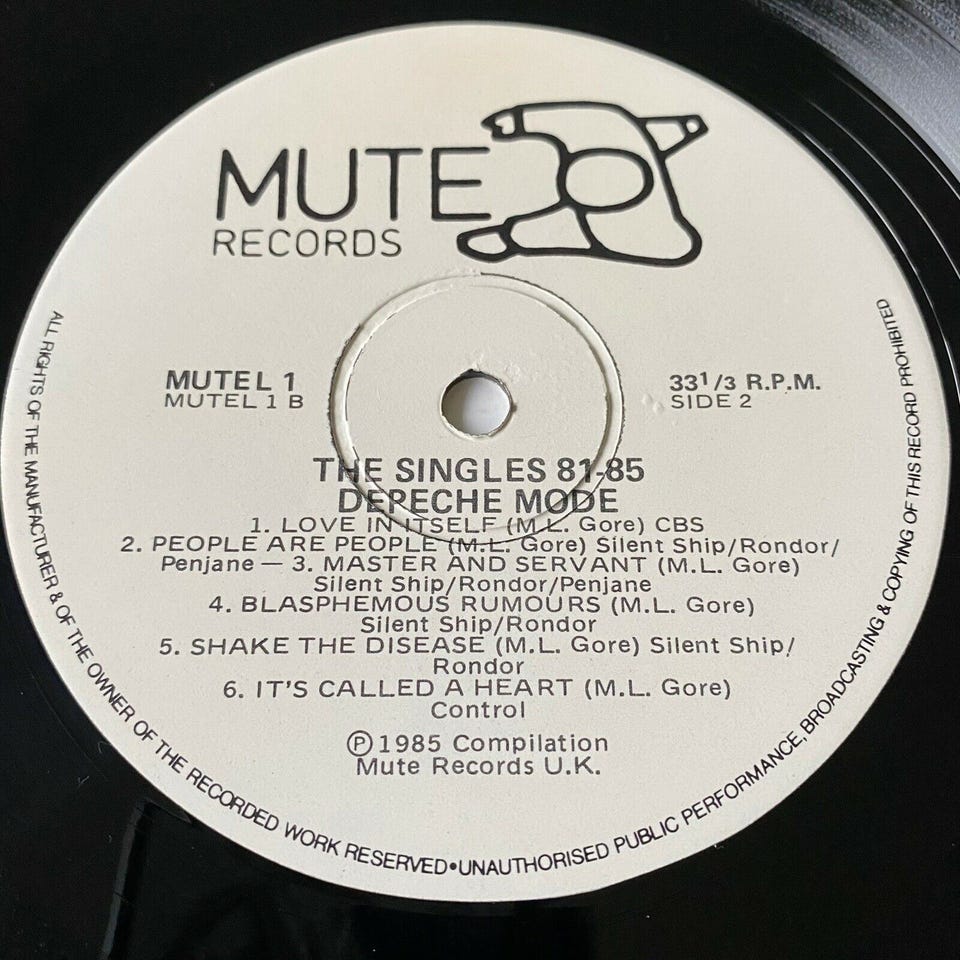 MUTE
RECORDS
MUTEL 1
MUTEL 1 B
33 1/3 R.P.M.
SIDE 2
THE SINGLES 81-85
DEPECHE MODE
1. LOVE IN ITSELF (M.L. Gore) CBS
2. PEOPLE ARE PEOPLE (M.L. Gore) Silent Ship/Rondor/
Penjane — 3. MASTER AND SERVANT (M.L. Gore)
Silent Ship/Rondor/Penjane
4. BLASPHEMOUS RUMOURS (M.L. Gore)
Silent Ship/Rondor
5. SHAKE THE DISEASE (M.L. Gore) Silent Ship/
Rondor
6. IT'S CALLED A HEART (M.L. Gore)
Control
Ⓟ 1985 Compilation
Mute Records U.K.
ALL RIGHTS OF THE MANUFACTURER & OF THE OWNER OF THE RECORDED WORK RESERVED•UNAUTHORISED PUBLIC PERFORMANCE, BROADCASTING & COPYING OF THIS RECORD PROHIBITED